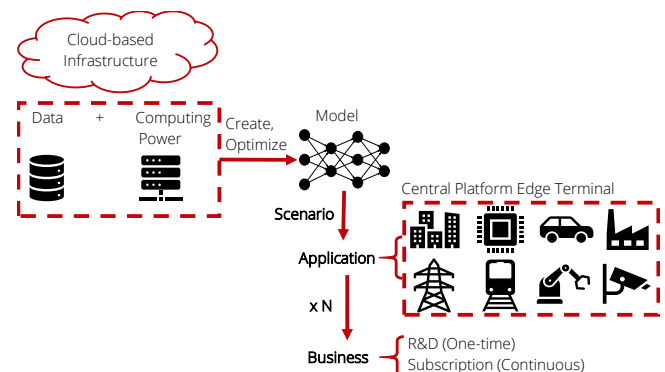 Cloud-based
Infrastructure
Data + Computing
Power
Create,
Optimize
Model
Central Platform Edge Terminal
Scenario
Application
x N
Business
R&D (One-time)
Subscription (Continuous)